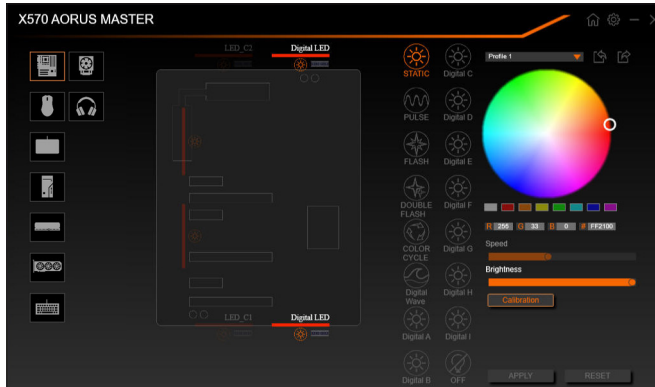 X570 AORUS MASTER
LED_C2
Digital LED
LED_C1
Digital LED
STATIC
Digital C
PULSE
Digital D
FLASH
Digital E
DOUBLE
FLASH
Digital F
COLOR
CYCLE
Digital G
Digital
Wave
Digital H
Digital A
Digital I
Digital B
OFF
Profile 1
R 255 G 33 B 0 # FF2100
Speed
Brightness
Calibration
APPLY
RESET